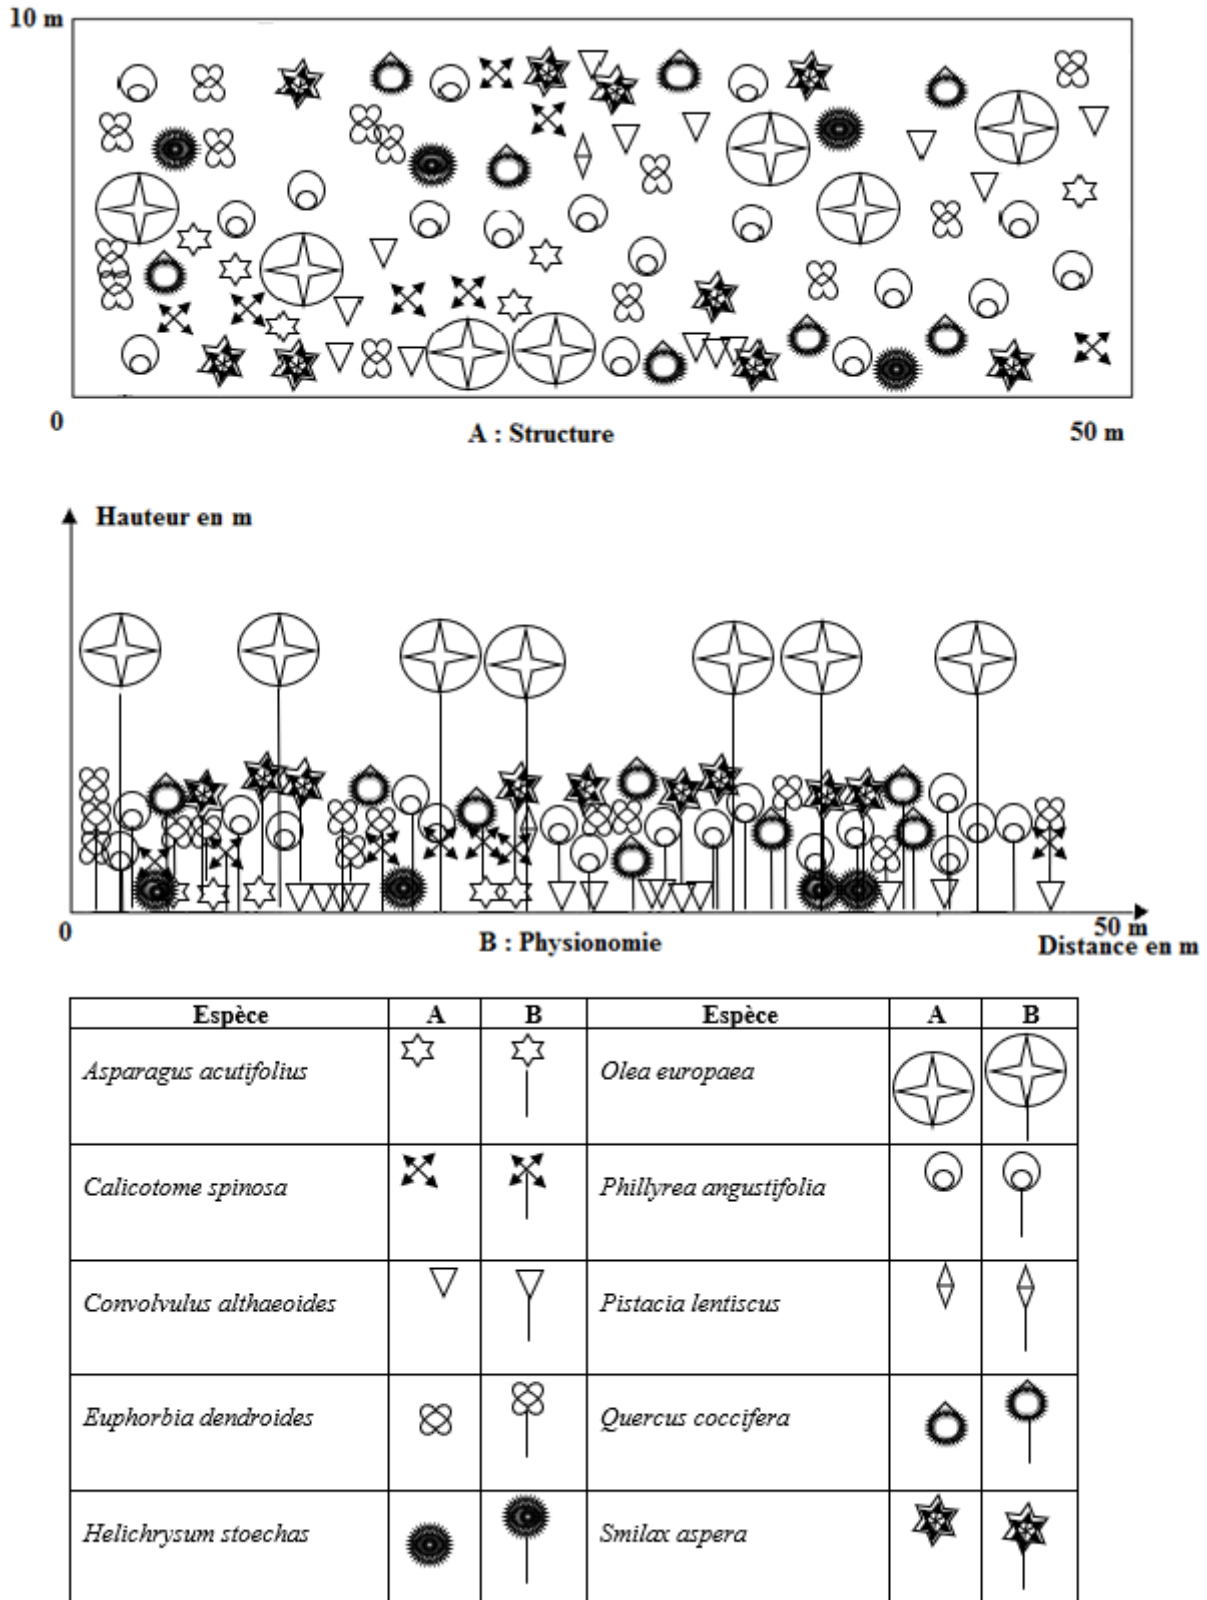 10 m
0
50 m
A : Structure
Hauteur en m
0
50 m
B : Physionomie
Distance en m
Espèce A B Espèce A B
Asparagus acutifolius Olea europaea
Calicotome spinosa Phillyrea angustifolia
Convolvulus althaeoides Pistacia lentiscus
Euphorbia dendroides Quercus coccifera
Helichrysum stoechas Smilax aspera